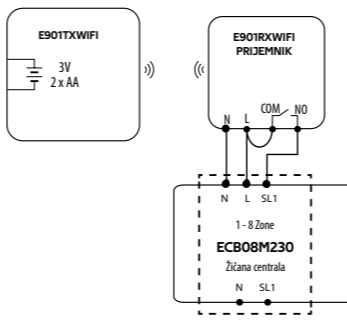 E901TXWIFI
3V
2 x AA
E901RXWIFI
PRIJEMNIK
COM NO
N L
N L SL1
1 - 8 Zone
ECB08M230
Žičana centrala
N SL1